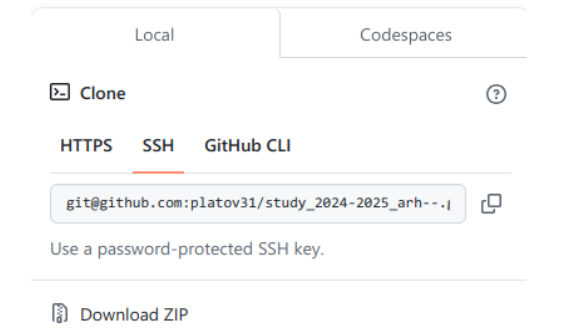 Local Codespaces
Clone
HTTPS SSH GitHub CLI
git@github.com:platov31/study_2024-2025_arh--.
Use a password-protected SSH key.
Download ZIP